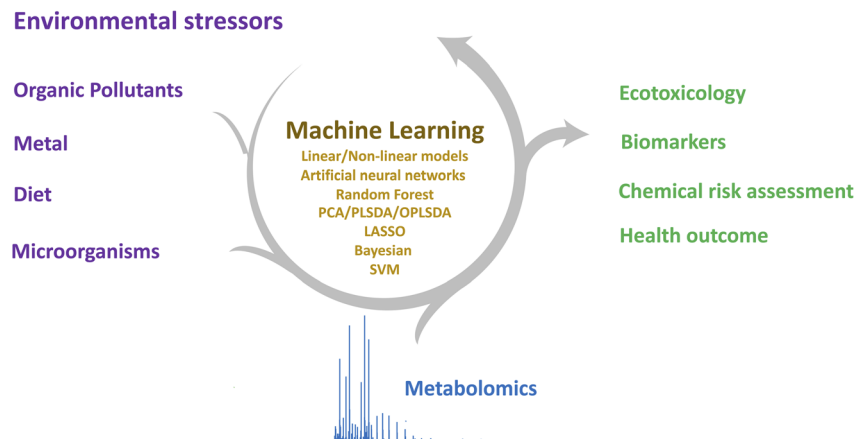 Environmental stressors
Organic Pollutants
Metal
Diet
Microorganisms
Machine Learning
Linear/Non-linear models
Artificial neural networks
Random Forest
PCA/PLSDA/OPLSDA
LASSO
Bayesian
SVM
Metabolomics
Ecotoxicology
Biomarkers
Chemical risk assessment
Health outcome